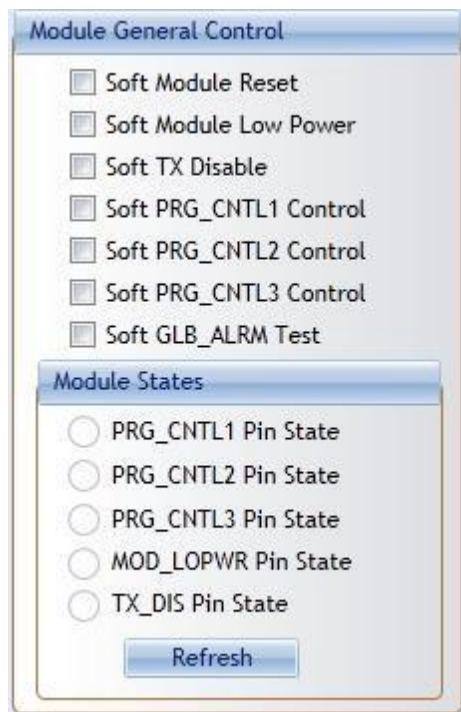 Module General Control
Soft Module Reset
Soft Module Low Power
Soft TX Disable
Soft PRG_CNTL1 Control
Soft PRG_CNTL2 Control
Soft PRG_CNTL3 Control
Soft GLB_ALRM Test
Module States
PRG_CNTL1 Pin State
PRG_CNTL2 Pin State
PRG_CNTL3 Pin State
MOD_LOPWR Pin State
TX_DIS Pin State
Refresh